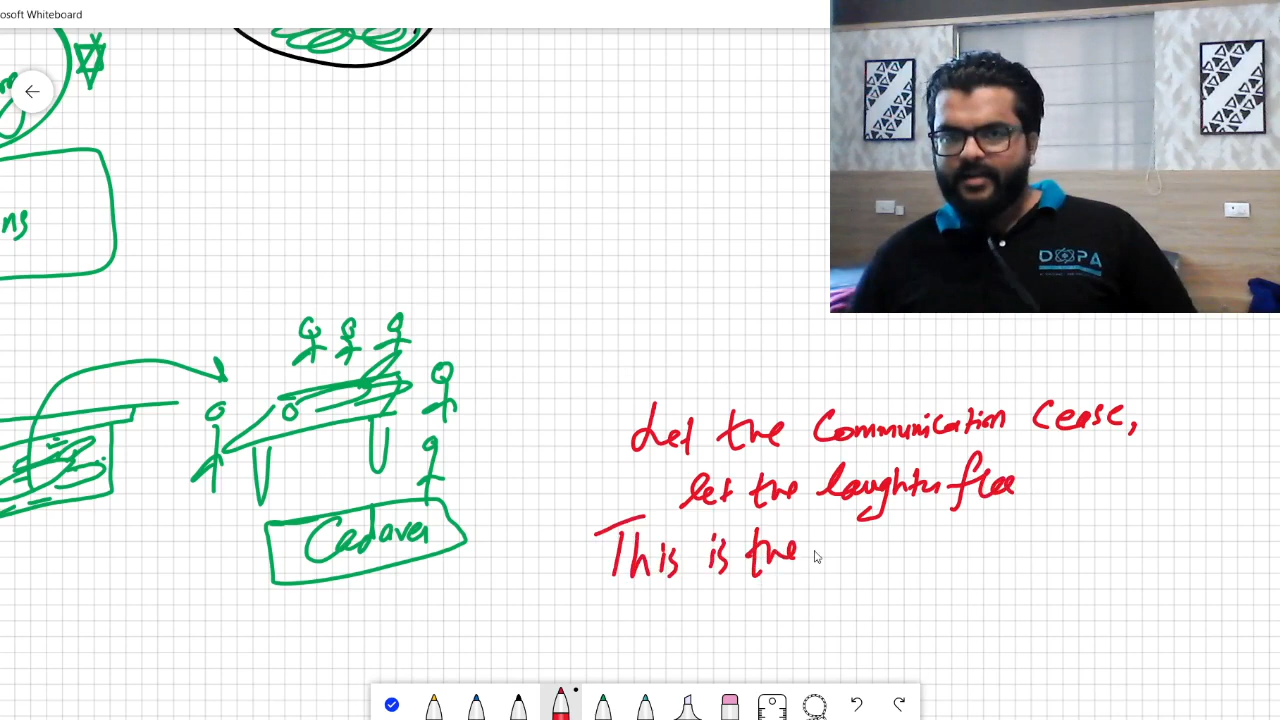 osoft Whiteboard
ns
DOPA
Cadaver
Let the Communication Cease,
let the laughter flee
This is the